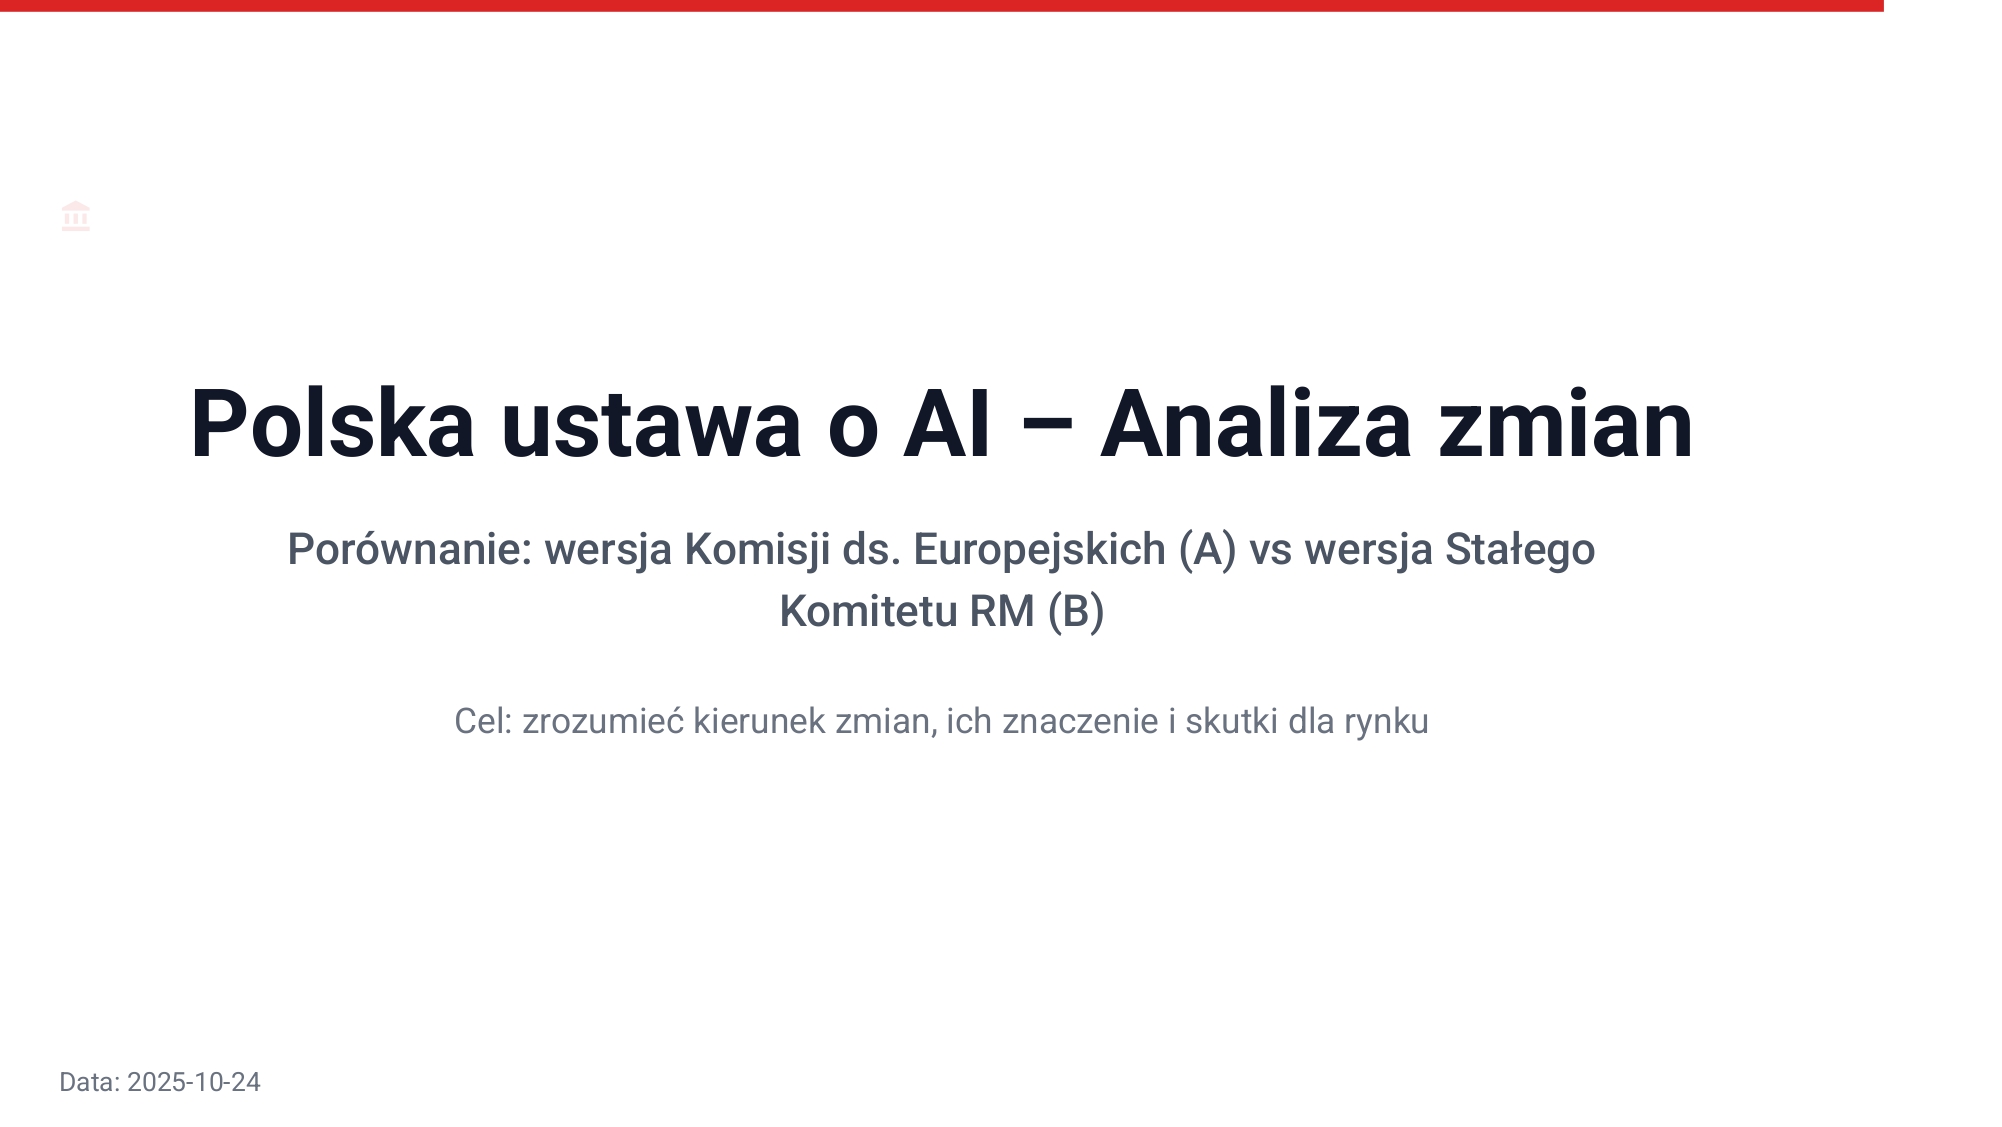 Polska ustawa o AI – Analiza zmian
Porównanie: wersja Komisji ds. Europejskich (A) vs wersja Stałego
Komitetu RM (B)
Cel: zrozumieć kierunek zmian, ich znaczenie i skutki dla rynku
Data: 2025-10-24